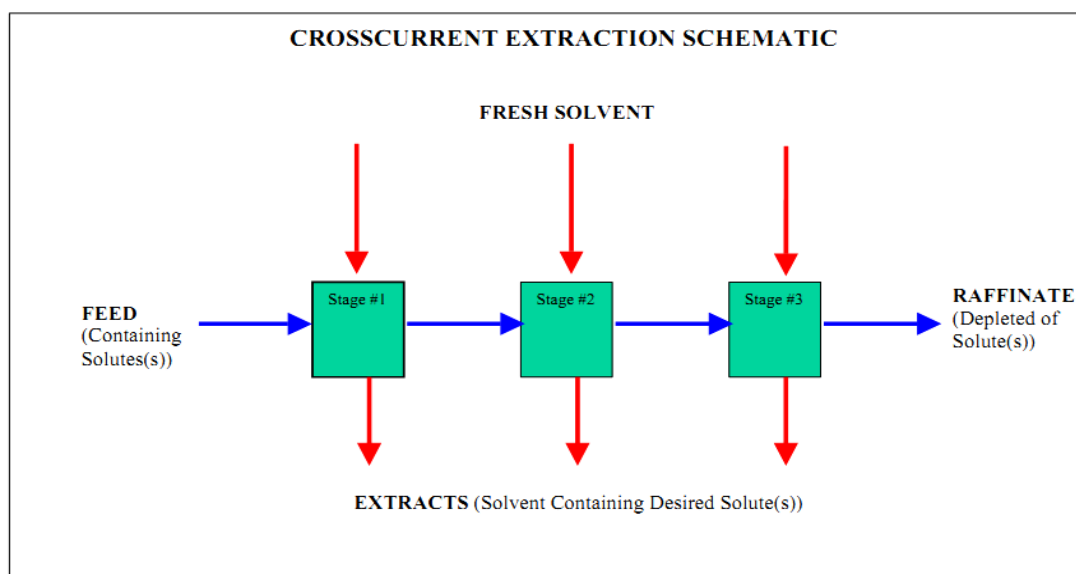 CROSSCURRENT EXTRACTION SCHEMATIC
FRESH SOLVENT
Stage #1
Stage #2
Stage #3
FEED
(Containing
Solutes(s))
RAFFINATE
(Depleted of
Solute(s))
EXTRACTS (Solvent Containing Desired Solute(s))